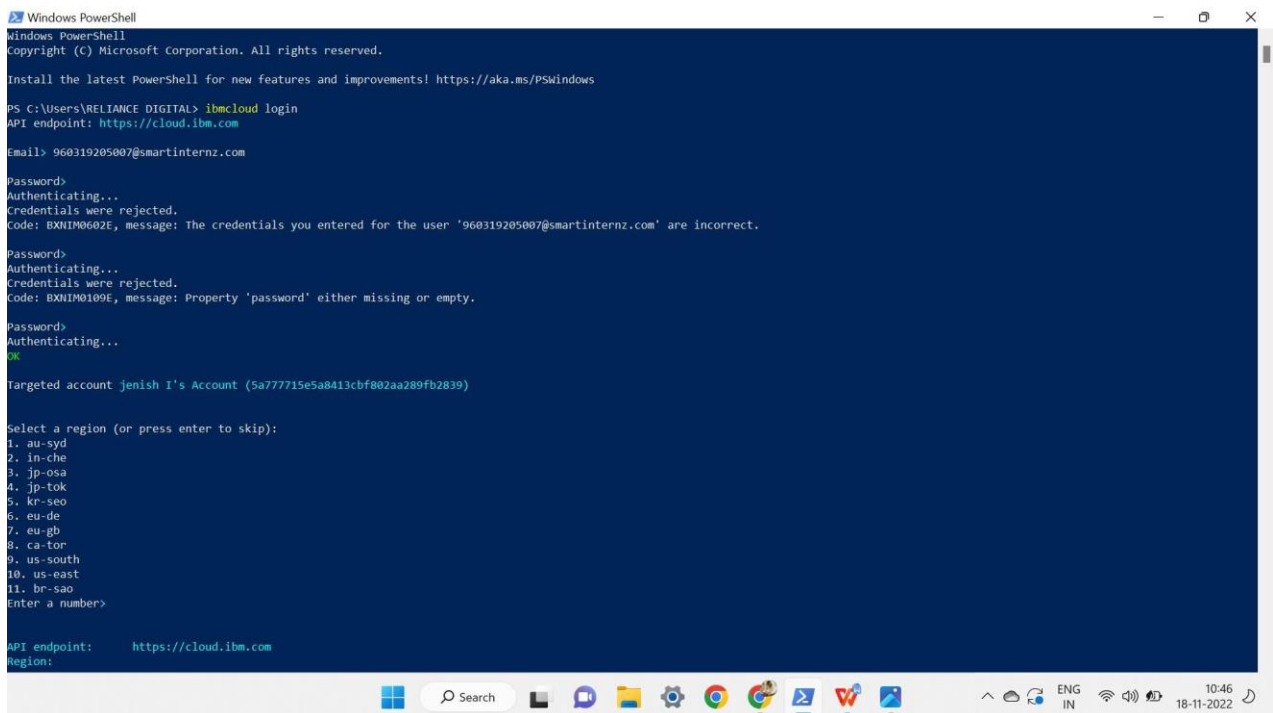 Windows PowerShell
Windows PowerShell
Copyright (C) Microsoft Corporation. All rights reserved.
Install the latest PowerShell for new features and improvements! https://aka.ms/PSWindows
PS C:\Users\RELIANCE DIGITAL> ibmcloud login
API endpoint: https://cloud.ibm.com
Email> 960319205007@smartinternz.com
Password>
Authenticating...
Credentials were rejected.
Code: BXNIM0602E, message: The credentials you entered for the user '960319205007@smartinternz.com' are incorrect.
Password>
Authenticating...
Credentials were rejected.
Code: BXNIM0109E, message: Property 'password' either missing or empty.
Password>
Authenticating...
OK
Targeted account jenish I's Account (5a777715e5a8413cbf802aa289fb2839)
Select a region (or press enter to skip):
1. au-syd
2. in-che
3. jp-osa
4. jp-tok
5. kr-seo
6. eu-de
7. eu-gb
8. ca-tor
9. us-south
10. us-east
11. br-sao
Enter a number>
API endpoint: https://cloud.ibm.com
Region:
Search
ENG
IN
10:46
18-11-2022